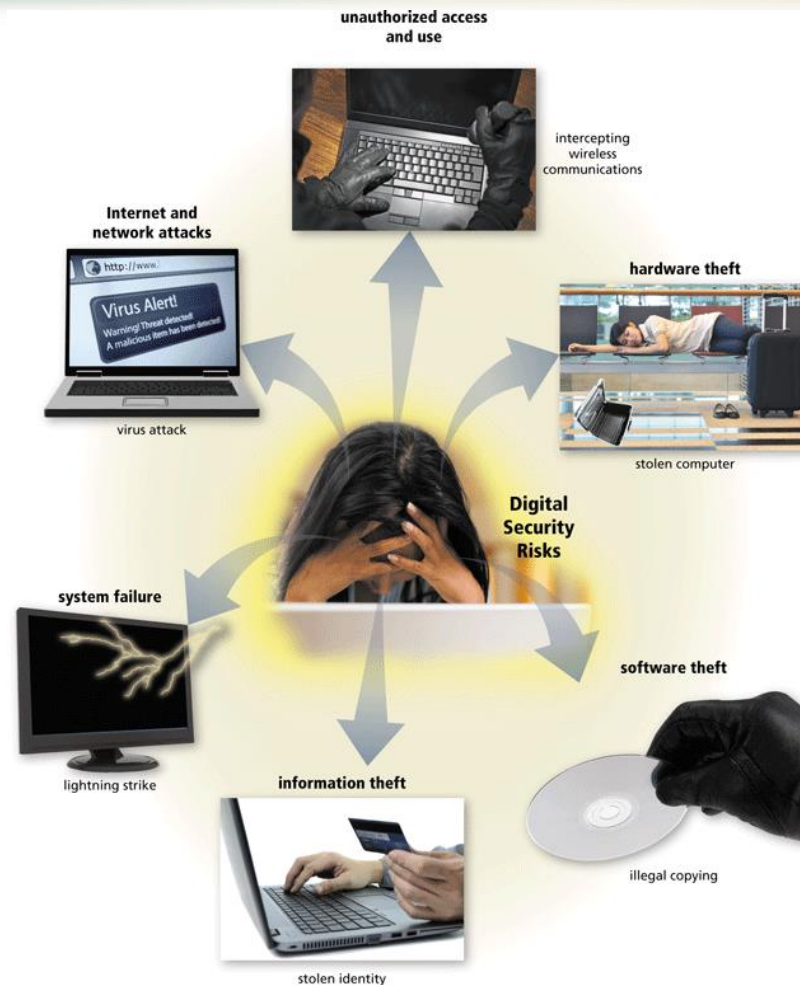 unauthorized access
and use
intercepting
wireless
communications
Internet and
network attacks
http://www.
Virus Alert!
Warning! Threat detected!
A malicious item has been detected!
virus attack
hardware theft
stolen computer
Digital
Security
Risks
system failure
lightning strike
software theft
illegal copying
information theft
stolen identity